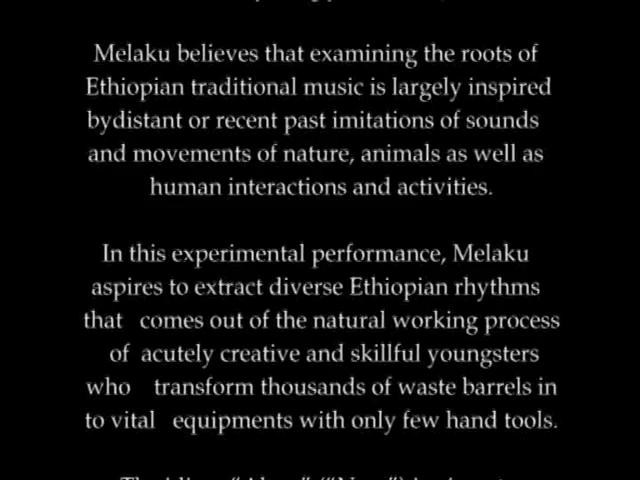 Melaku believes that examining the roots of
Ethiopian traditional music is largely inspired
bydistant or recent past imitations of sounds
and movements of nature, animals as well as
human interactions and activities.
In this experimental performance, Melaku
aspires to extract diverse Ethiopian rhythms
that comes out of the natural working process
of acutely creative and skillful youngsters
who transform thousands of waste barrels in
to vital equipments with only few hand tools.